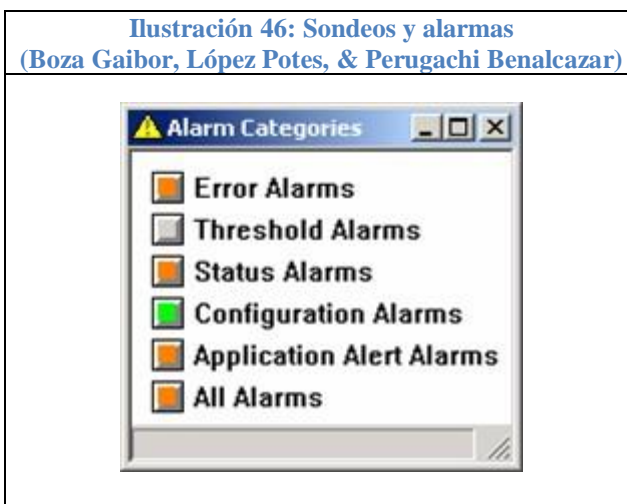 Ilustración 46: Sondeos y alarmas
(Boza Gaibor, López Potes, & Perugachi Benalcazar)
Alarm Categories
Error Alarms
Threshold Alarms
Status Alarms
Configuration Alarms
Application Alert Alarms
All Alarms